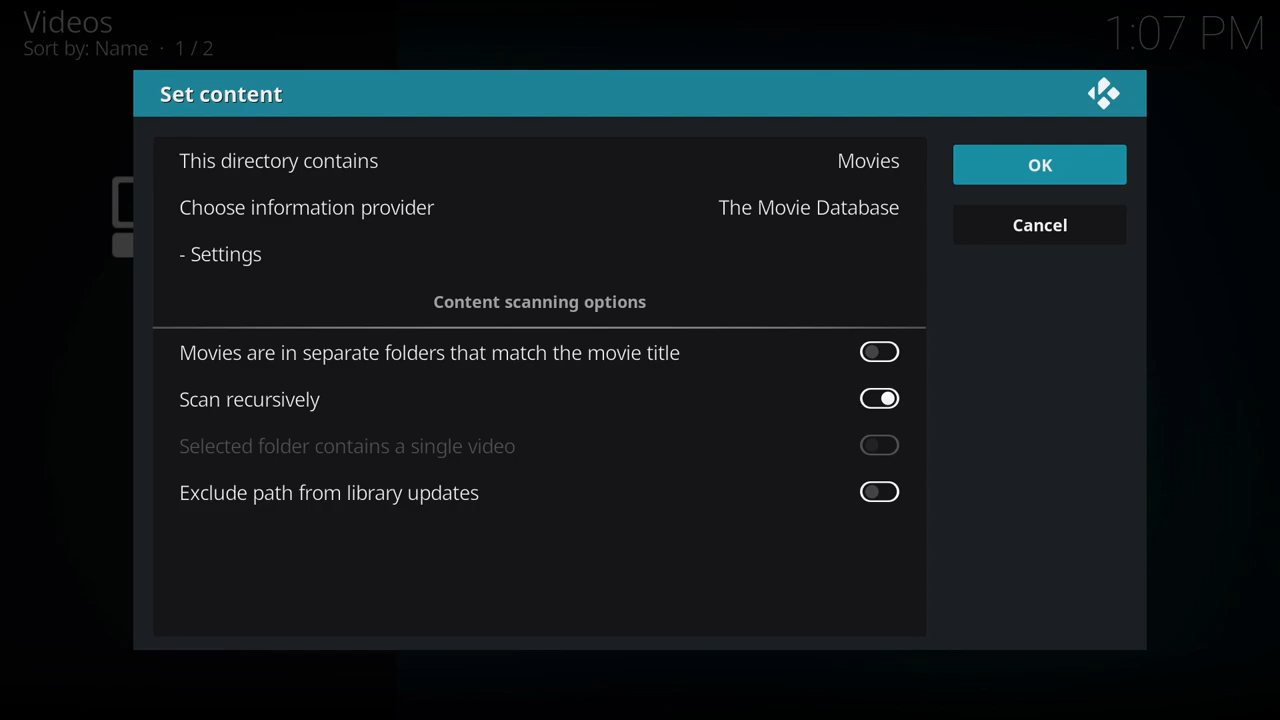 Videos
Sort by: Name · 1 / 2
1:07 PM
Set content
This directory contains Movies
Choose information provider The Movie Database
- Settings
Content scanning options
Movies are in separate folders that match the movie title
Scan recursively
Selected folder contains a single video
Exclude path from library updates
OK
Cancel